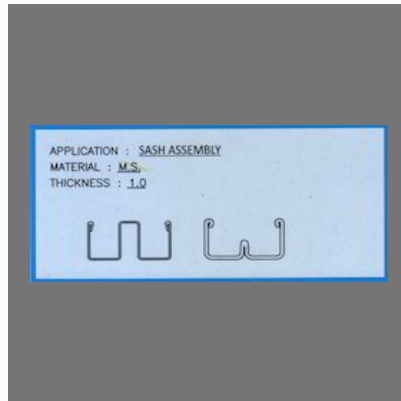 APPLICATION : SASH ASSEMBLY
MATERIAL : M.S.
THICKNESS : 1.0